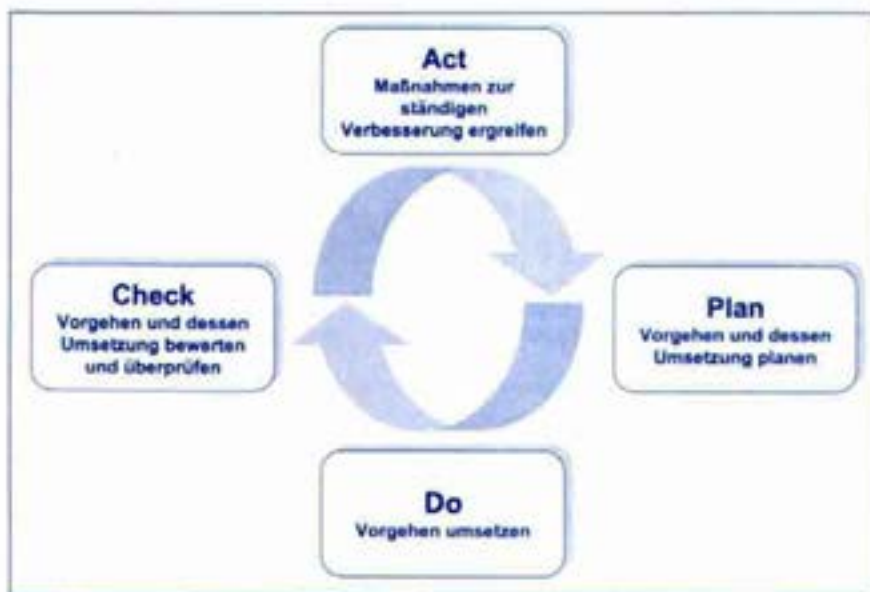 Act
Maßnahmen zur
ständigen
Verbesserung ergreifen
Check
Vorgehen und dessen
Umsetzung bewerten
und überprüfen
Plan
Vorgehen und dessen
Umsetzung planen
Do
Vorgehen umsetzen